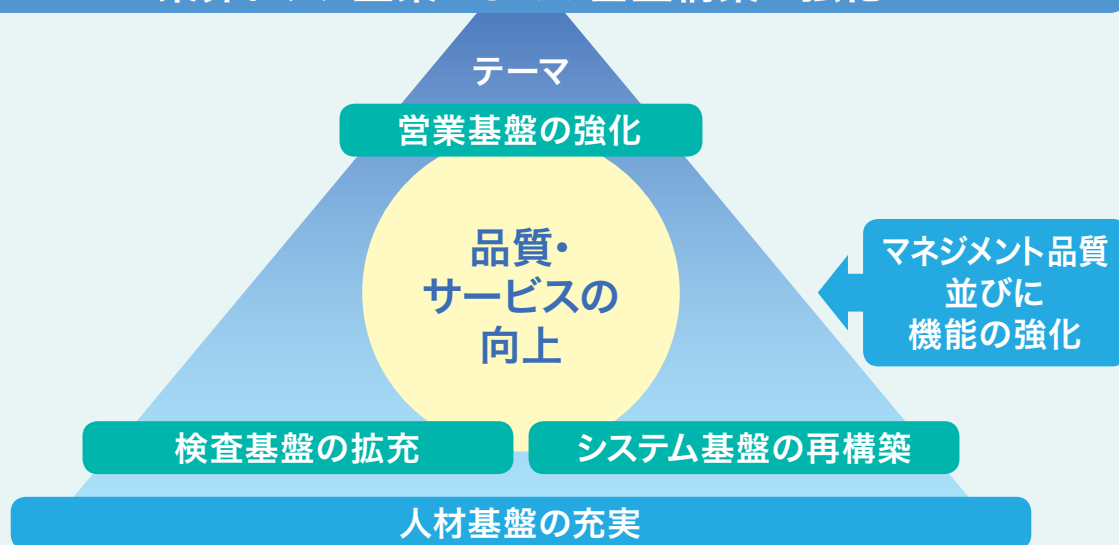 テーマ
営業基盤の強化
品質・
サービスの
向上
マネジメント品質
並びに
機能の強化
検査基盤の拡充
システム基盤の再構築
人材基盤の充実